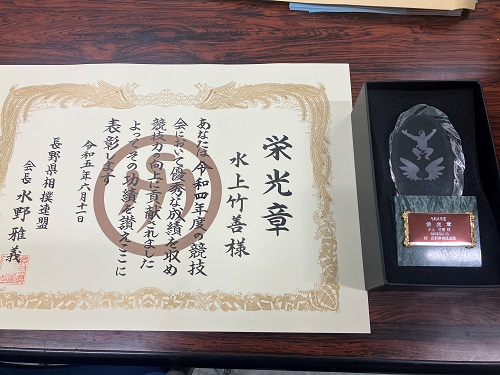 栄光章
水上竹善様
あなたは令和四年度の競技
会において優秀な成績を収め
競技力の向上に貢献されました
よってその功績を讃えここに
表彰します
令和五年六月十一日
長野県相撲連盟
会長 水野雅義
栄光章